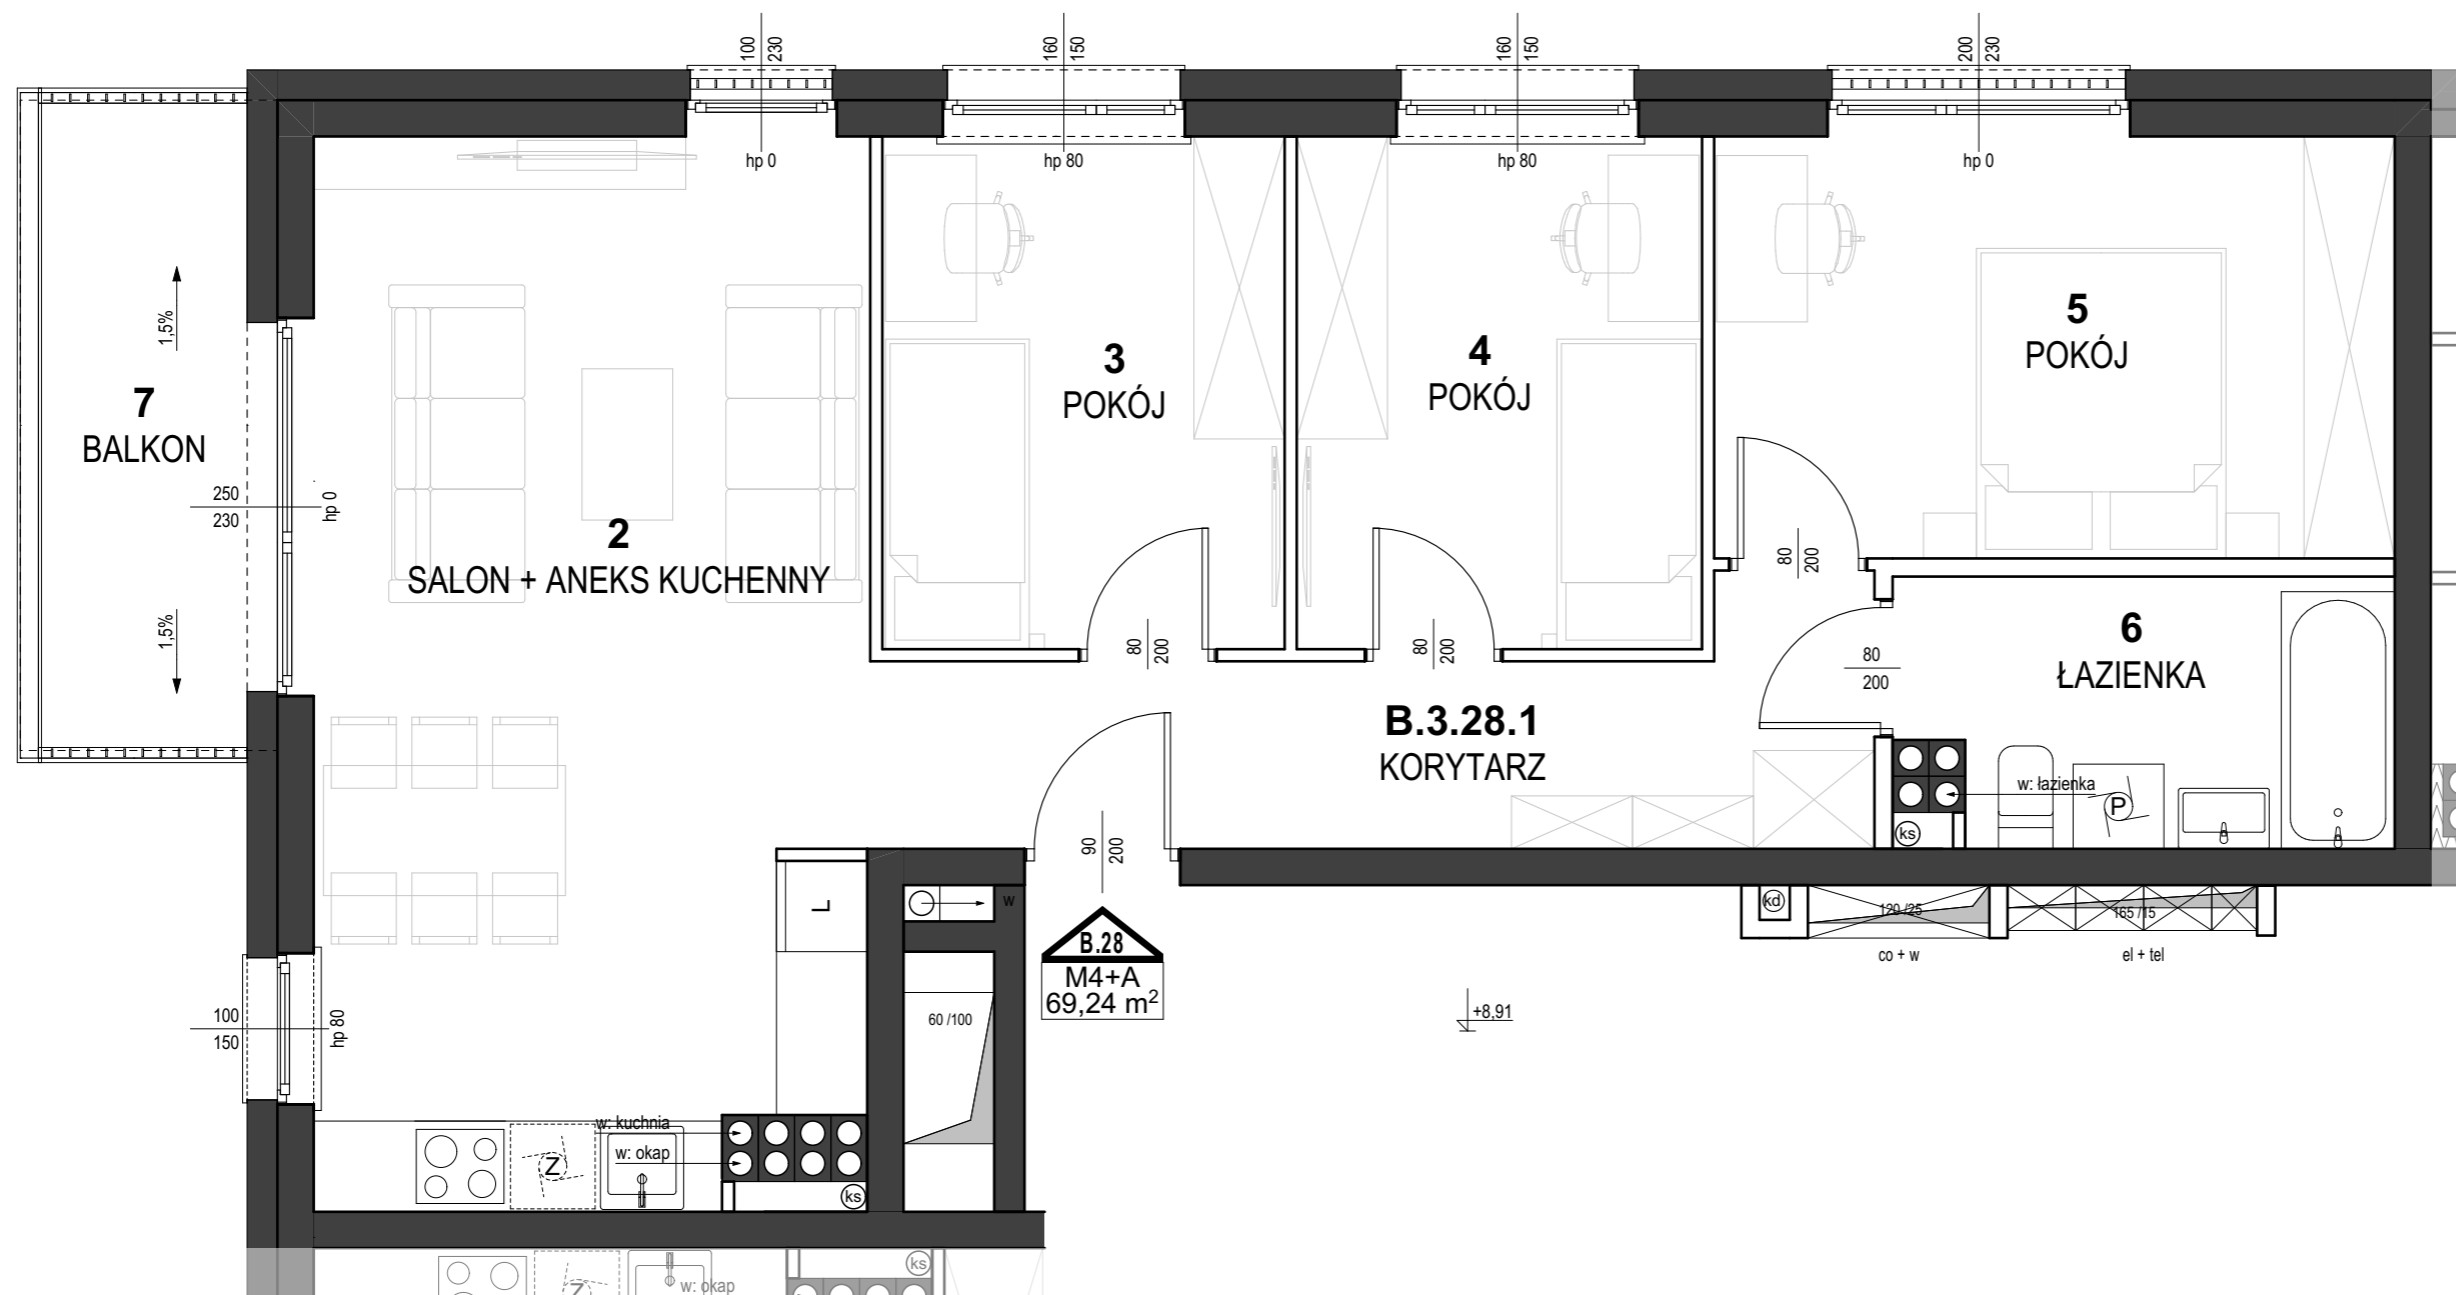 100
230
160
150
160
150
200
230
hp 0
hp 80
hp 80
hp 0
1,5%
7
BALKON
250
230
hp 0
1,5%
2
SALON + ANEKS KUCHENNY
3
POKÓJ
4
POKÓJ
5
POKÓJ
80
200
80
200
80
200
80
200
6
ŁAZIENKA
B.3.28.1
KORYTARZ
w: łazienka
P
ks
90
200
L
w
B.28
M4+A
69,24 m²
kd
120 /25
165 /15
co + w
el + tel
+8,91
60 /100
100
150
hp 80
w: kuchnia
w: okap
Z
ks
ks
Z
w: okap